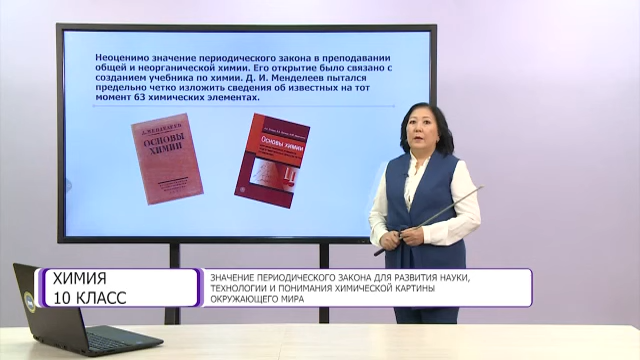 Неоценимо значение периодического закона в преподавании
общей и неорганической химии. Его открытие было связано с
созданием учебника по химии. Д. И. Менделеев пытался
предельно четко изложить сведения об известных на тот
момент 63 химических элементах.
ОСНОВЫ
ХИМИИ
Основы химии
ХИМИЯ
10 КЛАСС
ЗНАЧЕНИЕ ПЕРИОДИЧЕСКОГО ЗАКОНА ДЛЯ РАЗВИТИЯ НАУКИ,
ТЕХНОЛОГИИ И ПОНИМАНИЯ ХИМИЧЕСКОЙ КАРТИНЫ
ОКРУЖАЮЩЕГО МИРА